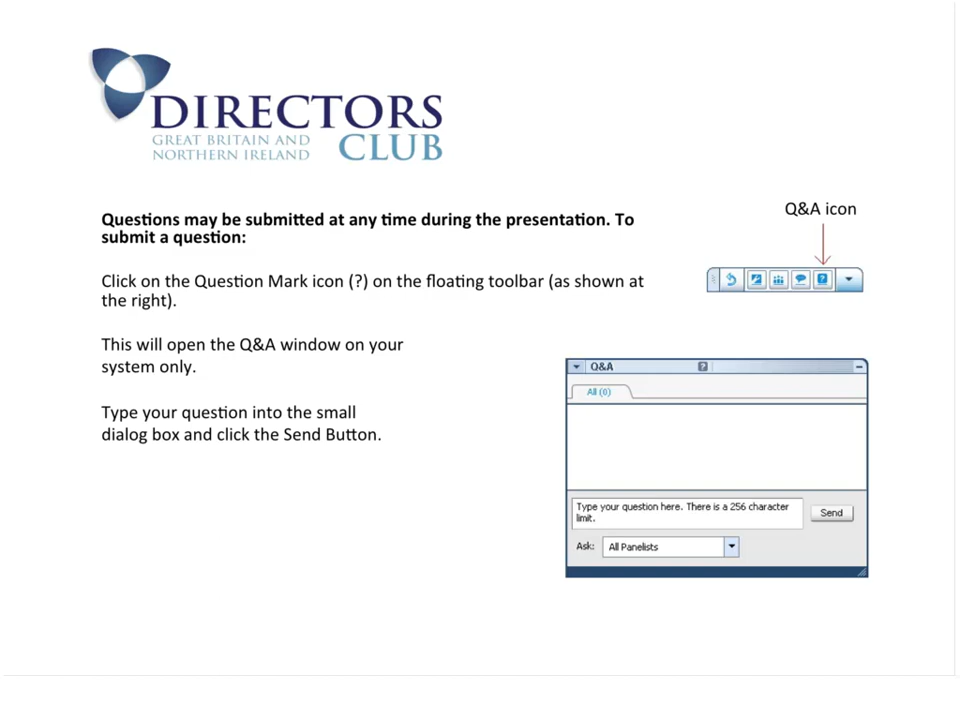 DIRECTORS
GREAT BRITAIN AND
NORTHERN IRELAND
CLUB
Questions may be submitted at any time during the presentation. To
submit a question:
Q&A icon
Click on the Question Mark icon (?) on the floating toolbar (as shown at
the right).
This will open the Q&A window on your
system only.
Type your question into the small
dialog box and click the Send Button.
Q&A
All (0)
Type your question here. There is a 256 character
limit.
Send
Ask:
All Panelists